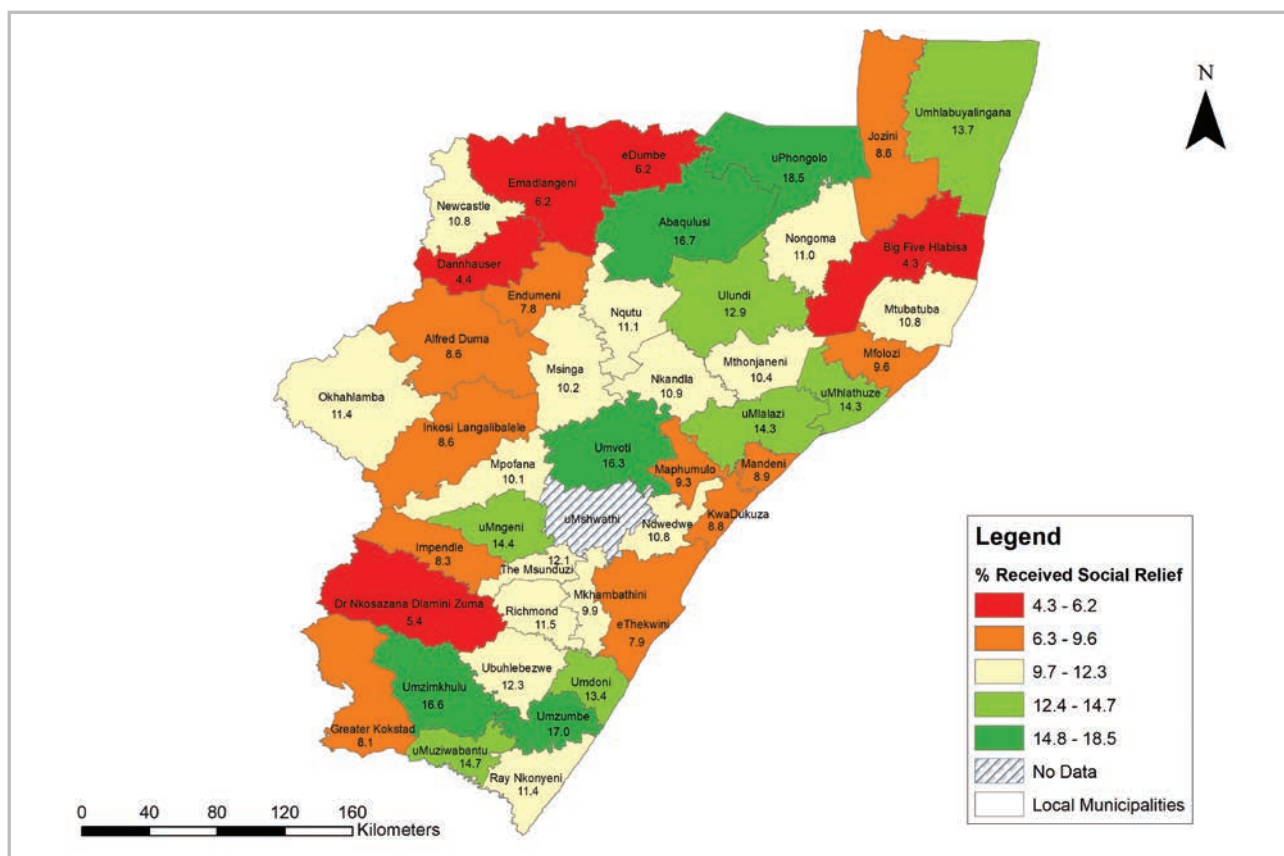 N
Umhlabuyalingana
13.7
Jozini
8.6
eDumbe
6.2
uPhongolo
18.5
Emadlangeni
6.2
Newcastle
10.8
Abaqulusi
16.7
Nongoma
11.0
Big Five Hlabisa
4.3
Dannhauser
4.4
Endumeni
7.8
Ulundi
12.9
Mtubatuba
10.8
Nqutu
11.1
Alfred Duma
8.6
Msinga
10.2
Mthonjaneni
10.4
Mfolozi
9.6
Nkandla
10.9
uMhlathuze
14.3
Okhahlamba
11.4
uMlalazi
14.3
Inkosi Langalibalele
8.6
Umvoti
16.3
Mpofana
10.1
Maphumulo
9.3
Mandeni
8.9
KwaDukuza
8.8
uMshwathi
Ndwedwe
10.8
uMngeni
14.4
Impendle
8.3
12.1
The Msunduzi
Mkhambathini
9.9
Dr Nkosazana Dlamini Zuma
5.4
Richmond
11.5
eThekwini
7.9
Ubuhlebezwe
12.3
Umdoni
13.4
Umzimkhulu
16.6
Umzumbe
17.0
Greater Kokstad
8.1
uMuziwabantu
14.7
Ray Nkonyeni
11.4
Legend
% Received Social Relief
4.3 - 6.2
6.3 - 9.6
9.7 - 12.3
12.4 - 14.7
14.8 - 18.5
No Data
Local Municipalities
0 40 80 120 160
Kilometers